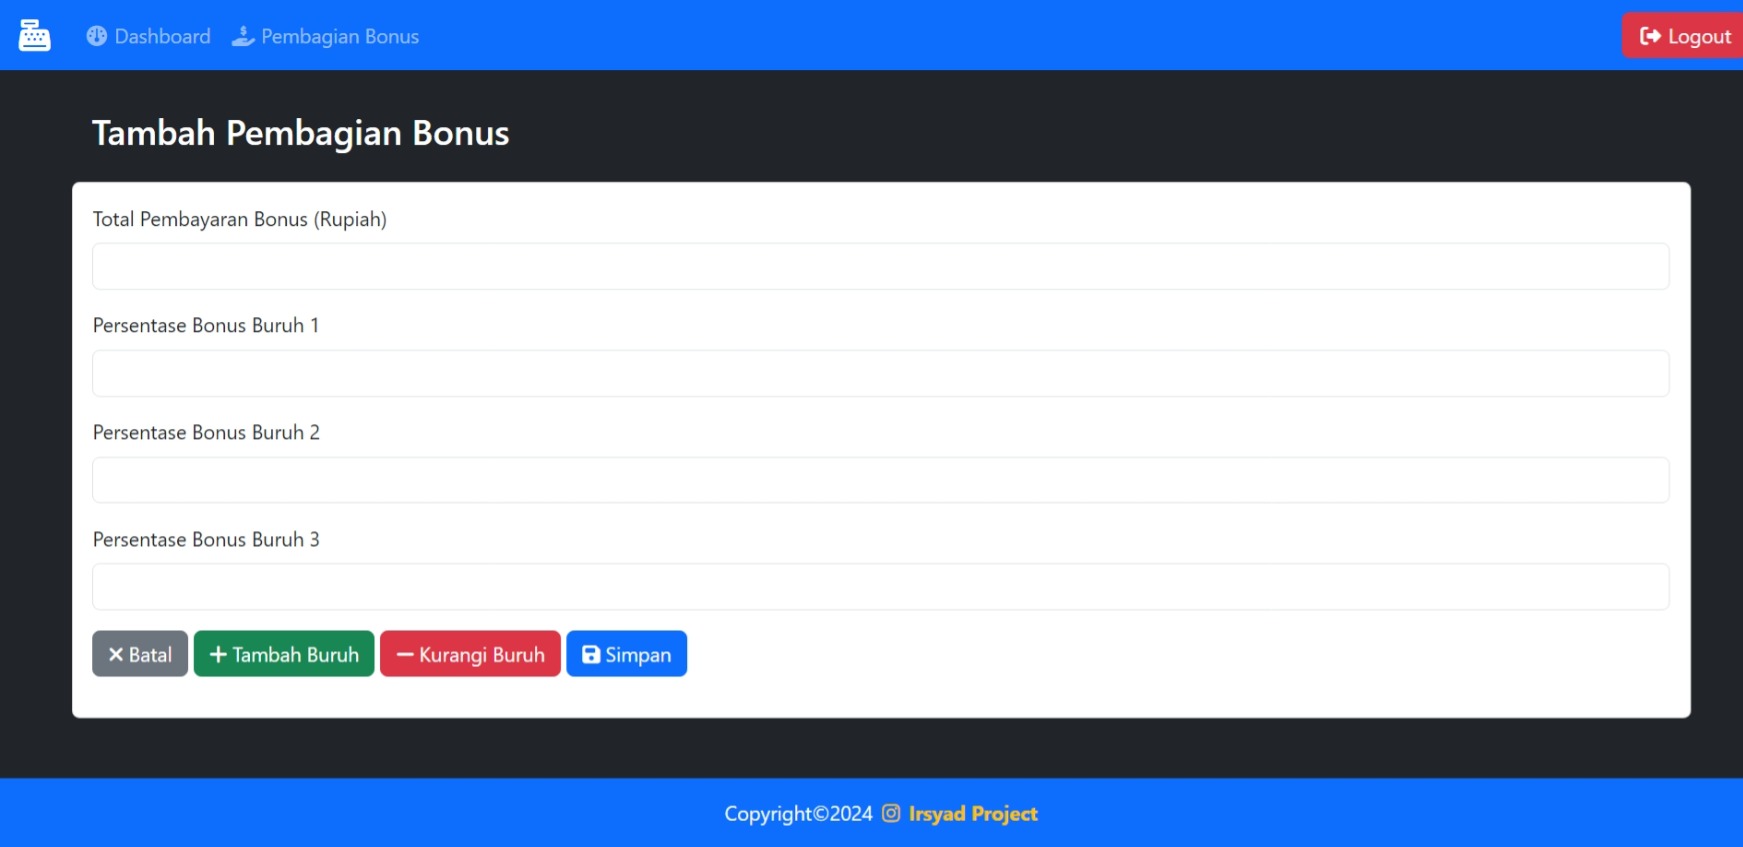 Dashboard Pembagian Bonus Logout
Tambah Pembagian Bonus
Total Pembayaran Bonus (Rupiah)
Persentase Bonus Buruh 1
Persentase Bonus Buruh 2
Persentase Bonus Buruh 3
Batal Tambah Buruh Kurangi Buruh Simpan
Copyright©2024 Irsyad Project